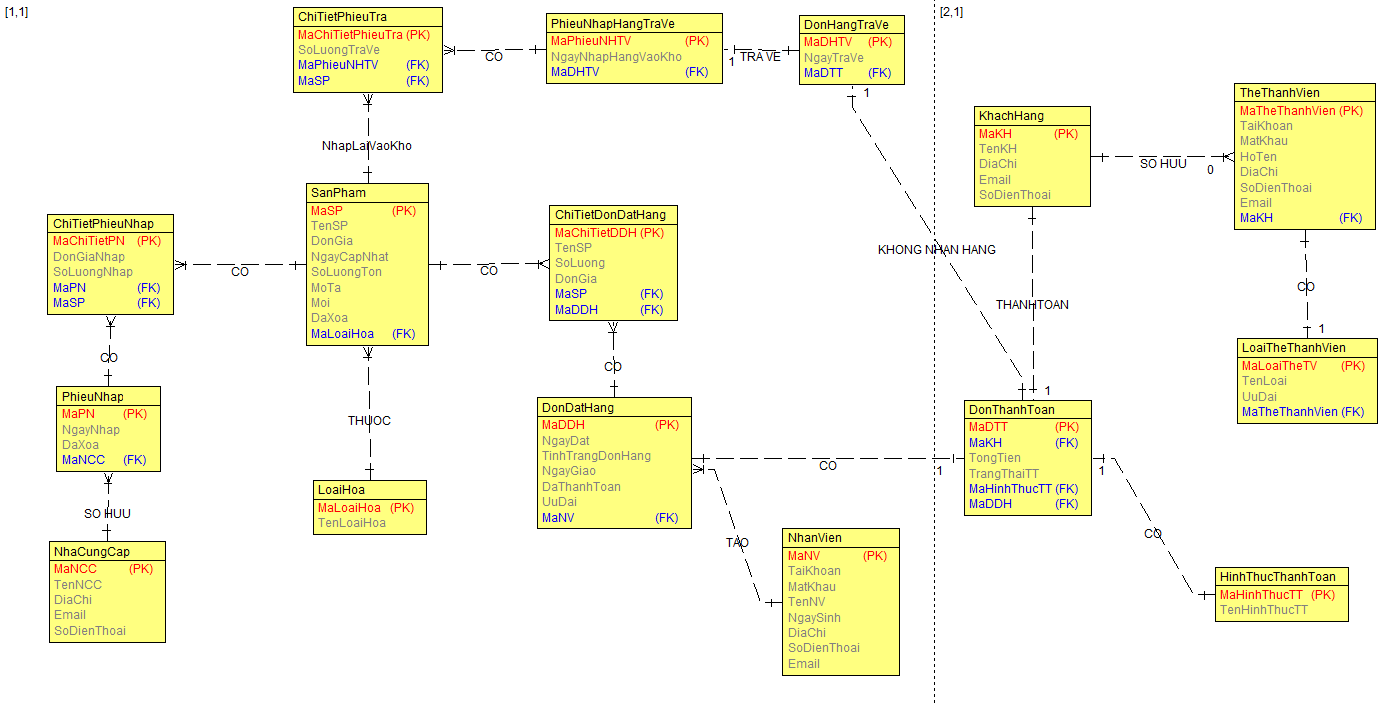 [1,1]
[2,1]
ChiTietPhieuTra
MaChiTietPhieuTra (PK)
SoLuongTraVe
MaPhieuNHTV (FK)
MaSP (FK)
CO
PhieuNhapHangTraVe
MaPhieuNHTV (PK)
NgayNhapHangVaoKho
MaDHTV (FK)
1
TRA VE
DonHangTraVe
MaDHTV (PK)
NgayTraVe
MaDTT (FK)
1
KHONG NHAN HANG
NhapLaiVaoKho
KhachHang
MaKH (PK)
TenKH
DiaChi
Email
SoDienThoai
SO HUU
0
TheThanhVien
MaTheThanhVien (PK)
TaiKhoan
MatKhau
HoTen
DiaChi
SoDienThoai
Email
MaKH (FK)
CO
1
LoaiTheThanhVien
MaLoaiTheTV (PK)
TenLoai
UuDai
MaTheThanhVien (FK)
THANHTOAN
1
ChiTietPhieuNhap
MaChiTietPN (PK)
DonGiaNhap
SoLuongNhap
MaPN (FK)
MaSP (FK)
CO
SanPham
MaSP (PK)
TenSP
DonGia
NgayCapNhat
SoLuongTon
MoTa
Moi
DaXoa
MaLoaiHoa (FK)
CO
ChiTietDonDatHang
MaChiTietDDH (PK)
TenSP
SoLuong
DonGia
MaSP (FK)
MaDDH (FK)
CO
CO
PhieuNhap
MaPN (PK)
NgayNhap
DaXoa
MaNCC (FK)
SO HUU
NhaCungCap
MaNCC (PK)
TenNCC
DiaChi
Email
SoDienThoai
THUOC
LoaiHoa
MaLoaiHoa (PK)
TenLoaiHoa
DonDatHang
MaDDH (PK)
NgayDat
TinhTrangDonHang
NgayGiao
DaThanhToan
UuDai
MaNV (FK)
CO
1
TAO
NhanVien
MaNV (PK)
TaiKhoan
MatKhau
TenNV
NgaySinh
DiaChi
SoDienThoai
Email
DonThanhToan
MaDTT (PK)
MaKH (FK)
TongTien
TrangThaiTT
MaHinhThucTT (FK)
MaDDH (FK)
1
CO
HinhThucThanhToan
MaHinhThucTT (PK)
TenHinhThucTT